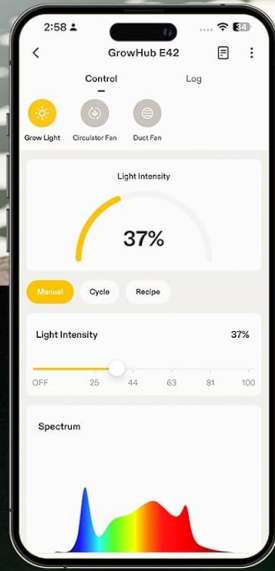 2:58
34
GrowHub E42
Control Log
Grow Light Circulator Fan Duct Fan
Light Intensity
37%
Manual Cycle Recipe
Light Intensity 37%
OFF 25 44 63 81 100
Spectrum